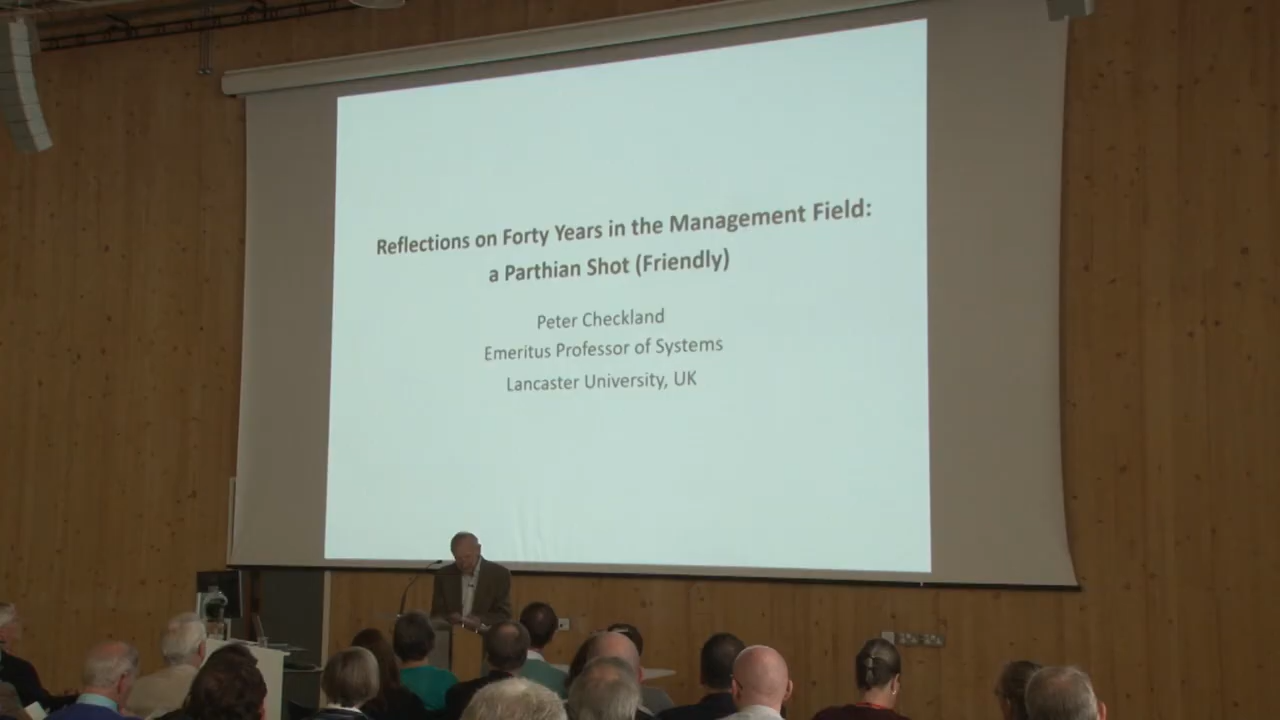 Reflections on Forty Years in the Management Field:
a Parthian Shot (Friendly)
Peter Checkland
Emeritus Professor of Systems
Lancaster University, UK